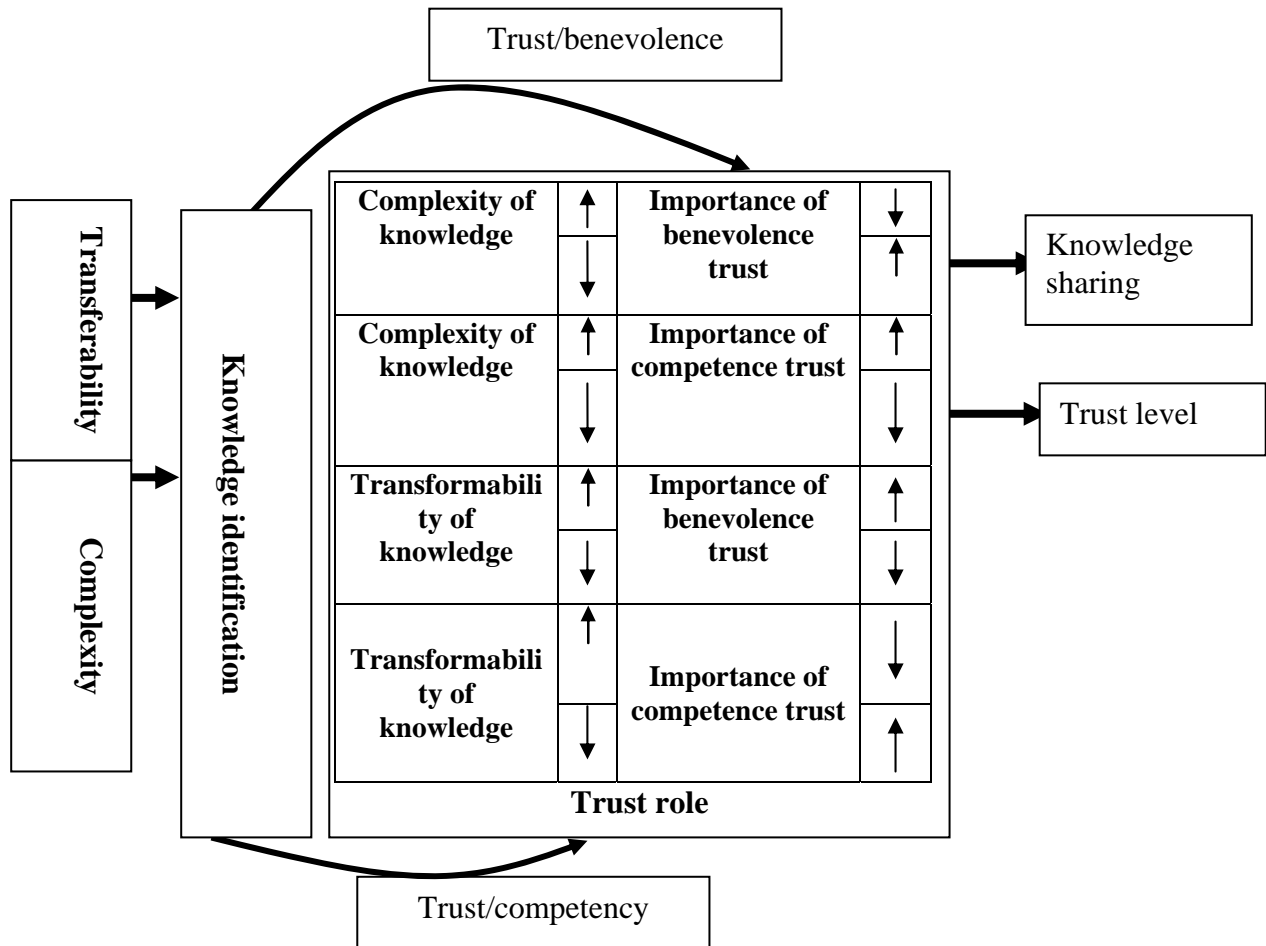 Trust/benevolence
Transferability
Complexity
Knowledge identification
Complexity of
knowledge
Importance of
benevolence
trust
Complexity of
knowledge
Importance of
competence trust
Transformabili
ty of
knowledge
Importance of
benevolence
trust
Transformabili
ty of
knowledge
Importance of
competence trust
Trust role
Knowledge
sharing
Trust level
Trust/competency